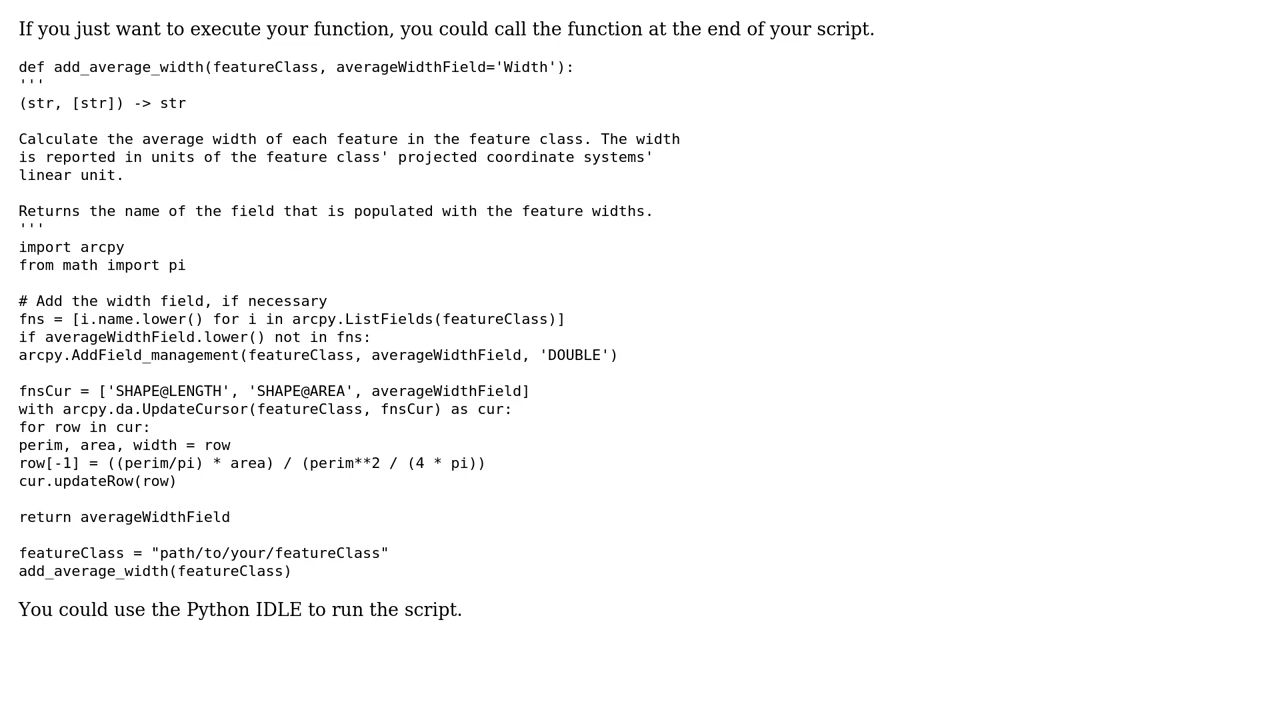 If you just want to execute your function, you could call the function at the end of your script.
def add_average_width(featureClass, averageWidthField='Width'):
'''
(str, [str]) -> str
Calculate the average width of each feature in the feature class. The width
is reported in units of the feature class' projected coordinate systems'
linear unit.
Returns the name of the field that is populated with the feature widths.
'''
import arcpy
from math import pi
# Add the width field, if necessary
fns = [i.name.lower() for i in arcpy.ListFields(featureClass)]
if averageWidthField.lower() not in fns:
arcpy.AddField_management(featureClass, averageWidthField, 'DOUBLE')
fnsCur = ['SHAPE@LENGTH', 'SHAPE@AREA', averageWidthField]
with arcpy.da.UpdateCursor(featureClass, fnsCur) as cur:
for row in cur:
perim, area, width = row
row[-1] = ((perim/pi) * area) / (perim**2 / (4 * pi))
cur.updateRow(row)
return averageWidthField
featureClass = "path/to/your/featureClass"
add_average_width(featureClass)
You could use the Python IDLE to run the script.